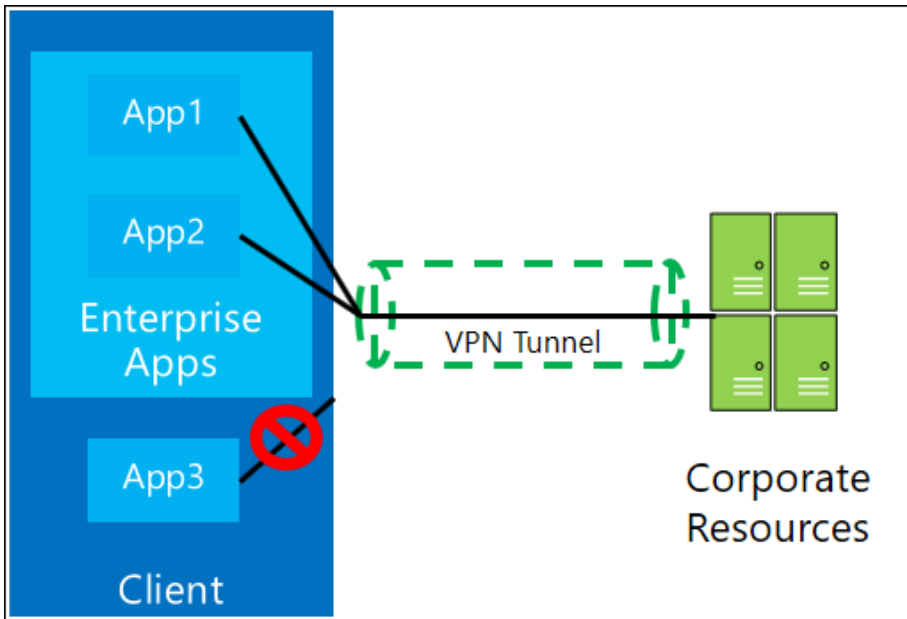 App1
App2
Enterprise
Apps
App3
Client
VPN Tunnel
Corporate
Resources